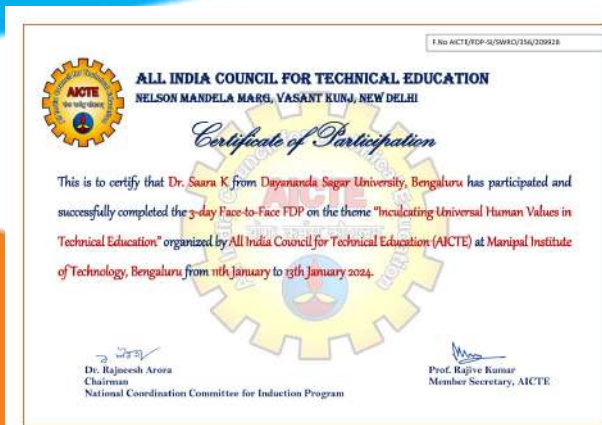 F.No AICTE/FDP-SI/SWRO/256/209928
AICTE
ALL INDIA COUNCIL FOR TECHNICAL EDUCATION
NELSON MANDELA MARG, VASANT KUNJ, NEW DELHI
Certificate of Participation
This is to certify that Dr. Saara K from Dayananda Sagar University, Bengaluru has participated and
successfully completed the 3-day Face-to-Face FDP on the theme “Inculcating Universal Human Values in
Technical Education” organized by All India Council for Technical Education (AICTE) at Manipal Institute
of Technology, Bengaluru from 11th January to 13th January 2024.
Dr. Rajneesh Arora
Chairman
National Coordination Committee for Induction Program
Prof. Rajive Kumar
Member Secretary, AICTE